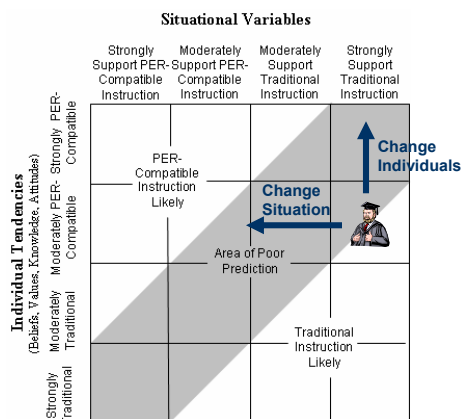 Situational Variables
Strongly
Support PER-
Compatible
Instruction
Moderately
Support PER-
Compatible
Instruction
Moderately
Support
Traditional
Instruction
Strongly
Support
Traditional
Instruction
Individual Tendencies
(Beliefs, Values, Knowledge, Attitudes)
Strongly PER-
Compatible
Moderately PER-
Compatible
Moderately
Traditional
Strongly
Traditional
PER-
Compatible
Instruction
Likely
Change
Individuals
Change
Situation
Area of Poor
Prediction
Traditional
Instruction
Likely